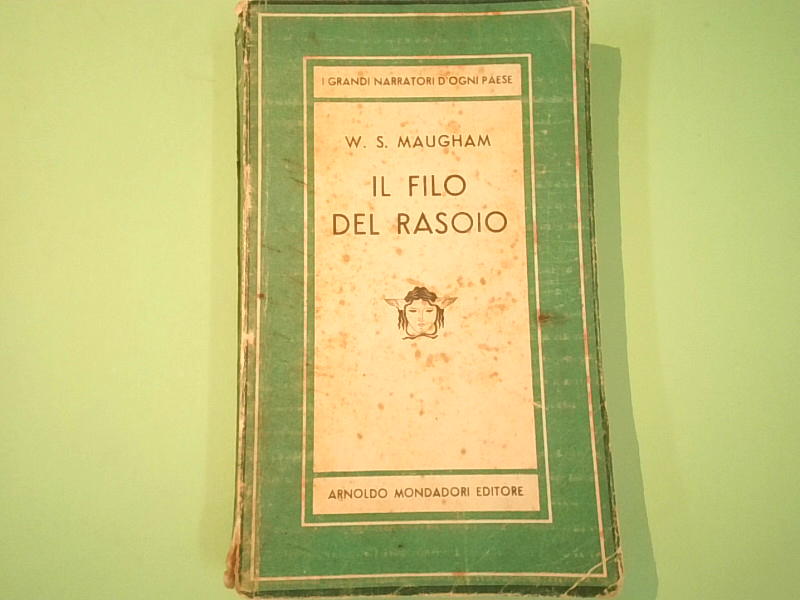 I GRANDI NARRATORI D'OGNI PAESE
W. S. MAUGHAM
IL FILO
DEL RASOIO
ARNOLDO MONDADORI EDITORE